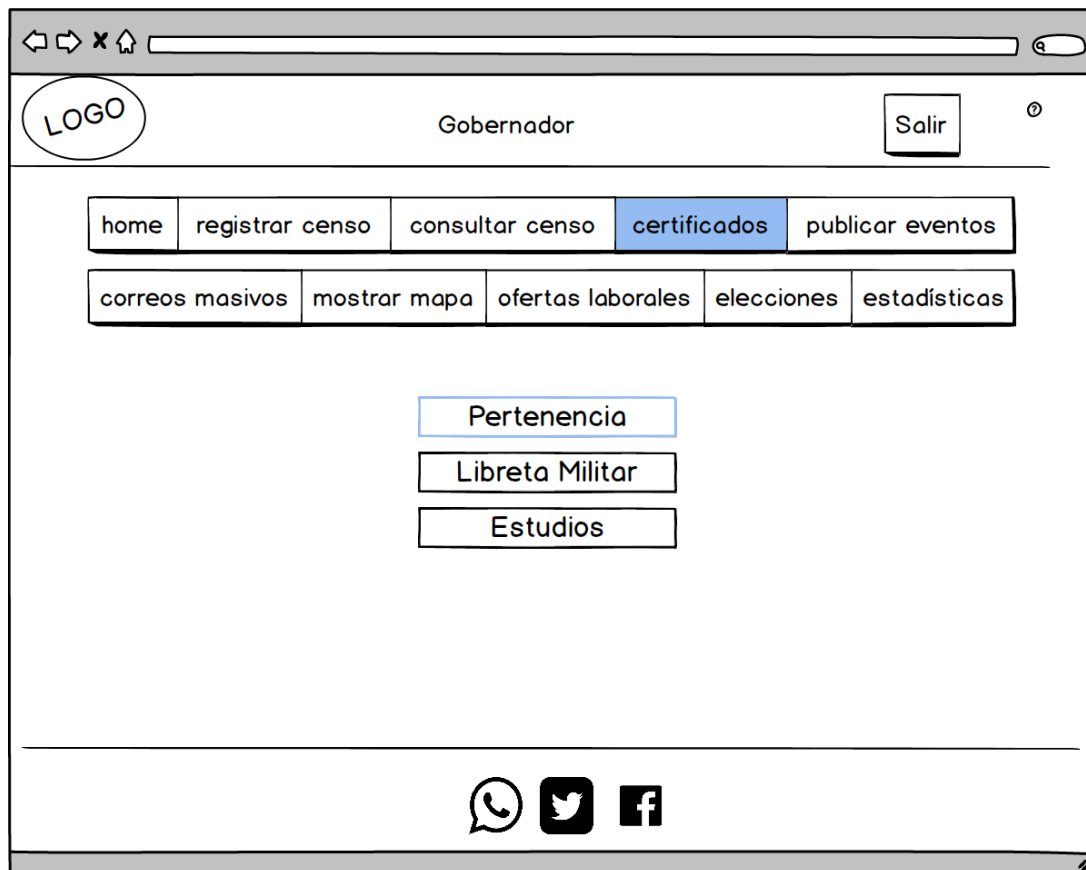 LOGO
Gobernador
Salir
?
home registrar censo consultar censo certificados publicar eventos
correos masivos mostrar mapa ofertas laborales elecciones estadísticas
Pertenencia
Libreta Militar
Estudios